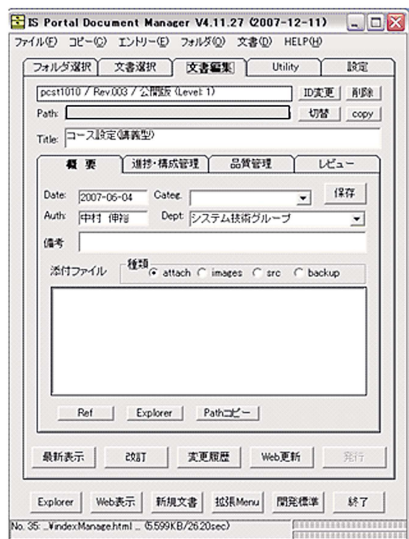 IS Portal Document Manager V4.11.27 (2007-12-11)
ファイル(F) コピー(C) エントリー(E) フォルダ(O) 文書(D) HELP(H)
フォルダ選択 文書選択 文書編集 Utility 設定
pcst1010 / Rev.003 / 公開版 (Level: 1) ID変更 削除
Path: 切替 copy
Title: コース設定(講義型)
概 要 進捗・構成管理 品質管理 レビュー
Date: 2007-06-04 Categ. 保存
Auth: 中村 伸裕 Dept: システム技術グループ
備考
添付ファイル 種類 attach images src backup
Ref Explorer Pathコピー
最新表示 改訂 変更履歴 Web更新 発行
Explorer Web表示 新規文書 拡張Menu 開発標準 終了
No. 35: ..¥indexManage.html ... (5.599KB/26.20sec)